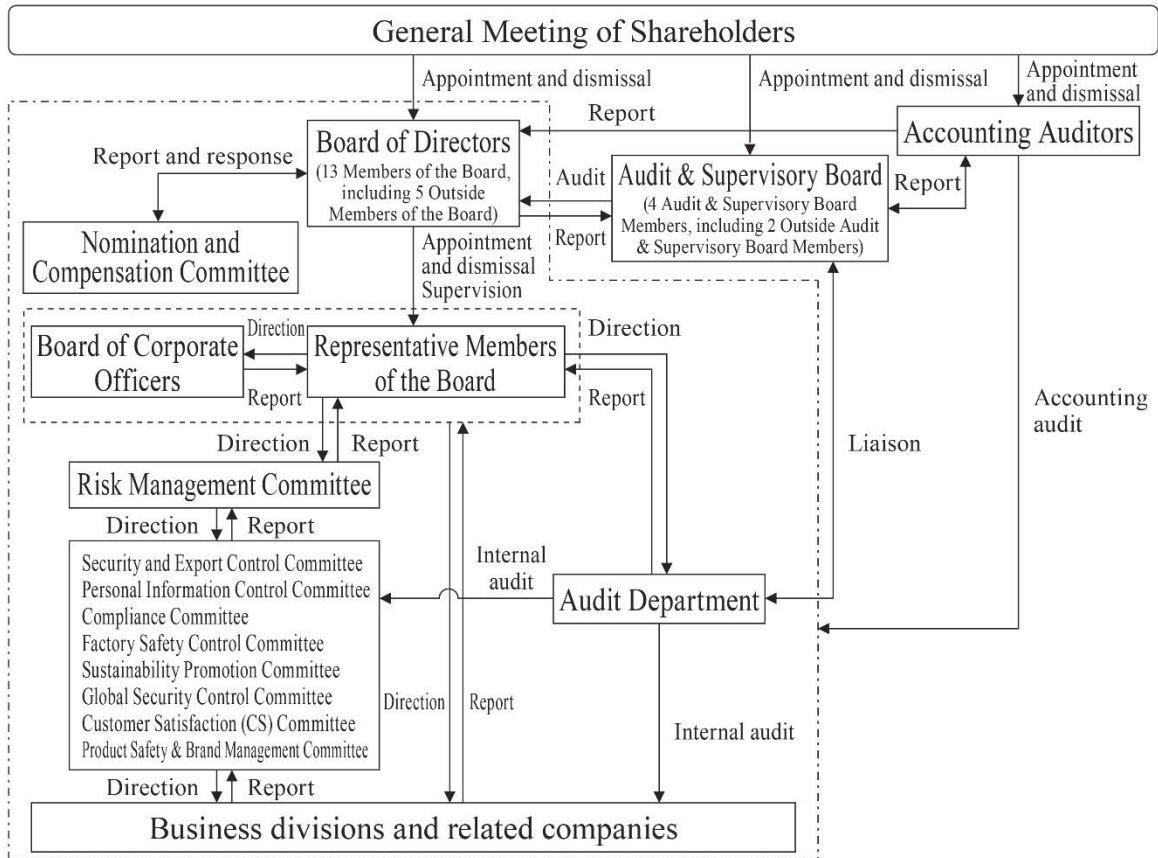 General Meeting of Shareholders
Appointment and dismissal
Appointment and dismissal
Appointment
and dismissal
Report
Board of Directors
(13 Members of the Board,
including 5 Outside
Members of the Board)
Accounting Auditors
Report and response
Audit
Report
Audit & Supervisory Board
(4 Audit & Supervisory Board
Members, including 2 Outside Audit
& Supervisory Board Members)
Report
Nomination and
Compensation Committee
Appointment
and dismissal
Supervision
Board of Corporate
Officers
Direction
Report
Representative Members
of the Board
Direction
Report
Accounting
audit
Liaison
Direction
Report
Risk Management Committee
Direction
Report
Security and Export Control Committee
Personal Information Control Committee
Compliance Committee
Factory Safety Control Committee
Sustainability Promotion Committee
Global Security Control Committee
Customer Satisfaction (CS) Committee
Product Safety & Brand Management Committee
Internal
audit
Audit Department
Direction
Report
Internal audit
Direction
Report
Business divisions and related companies